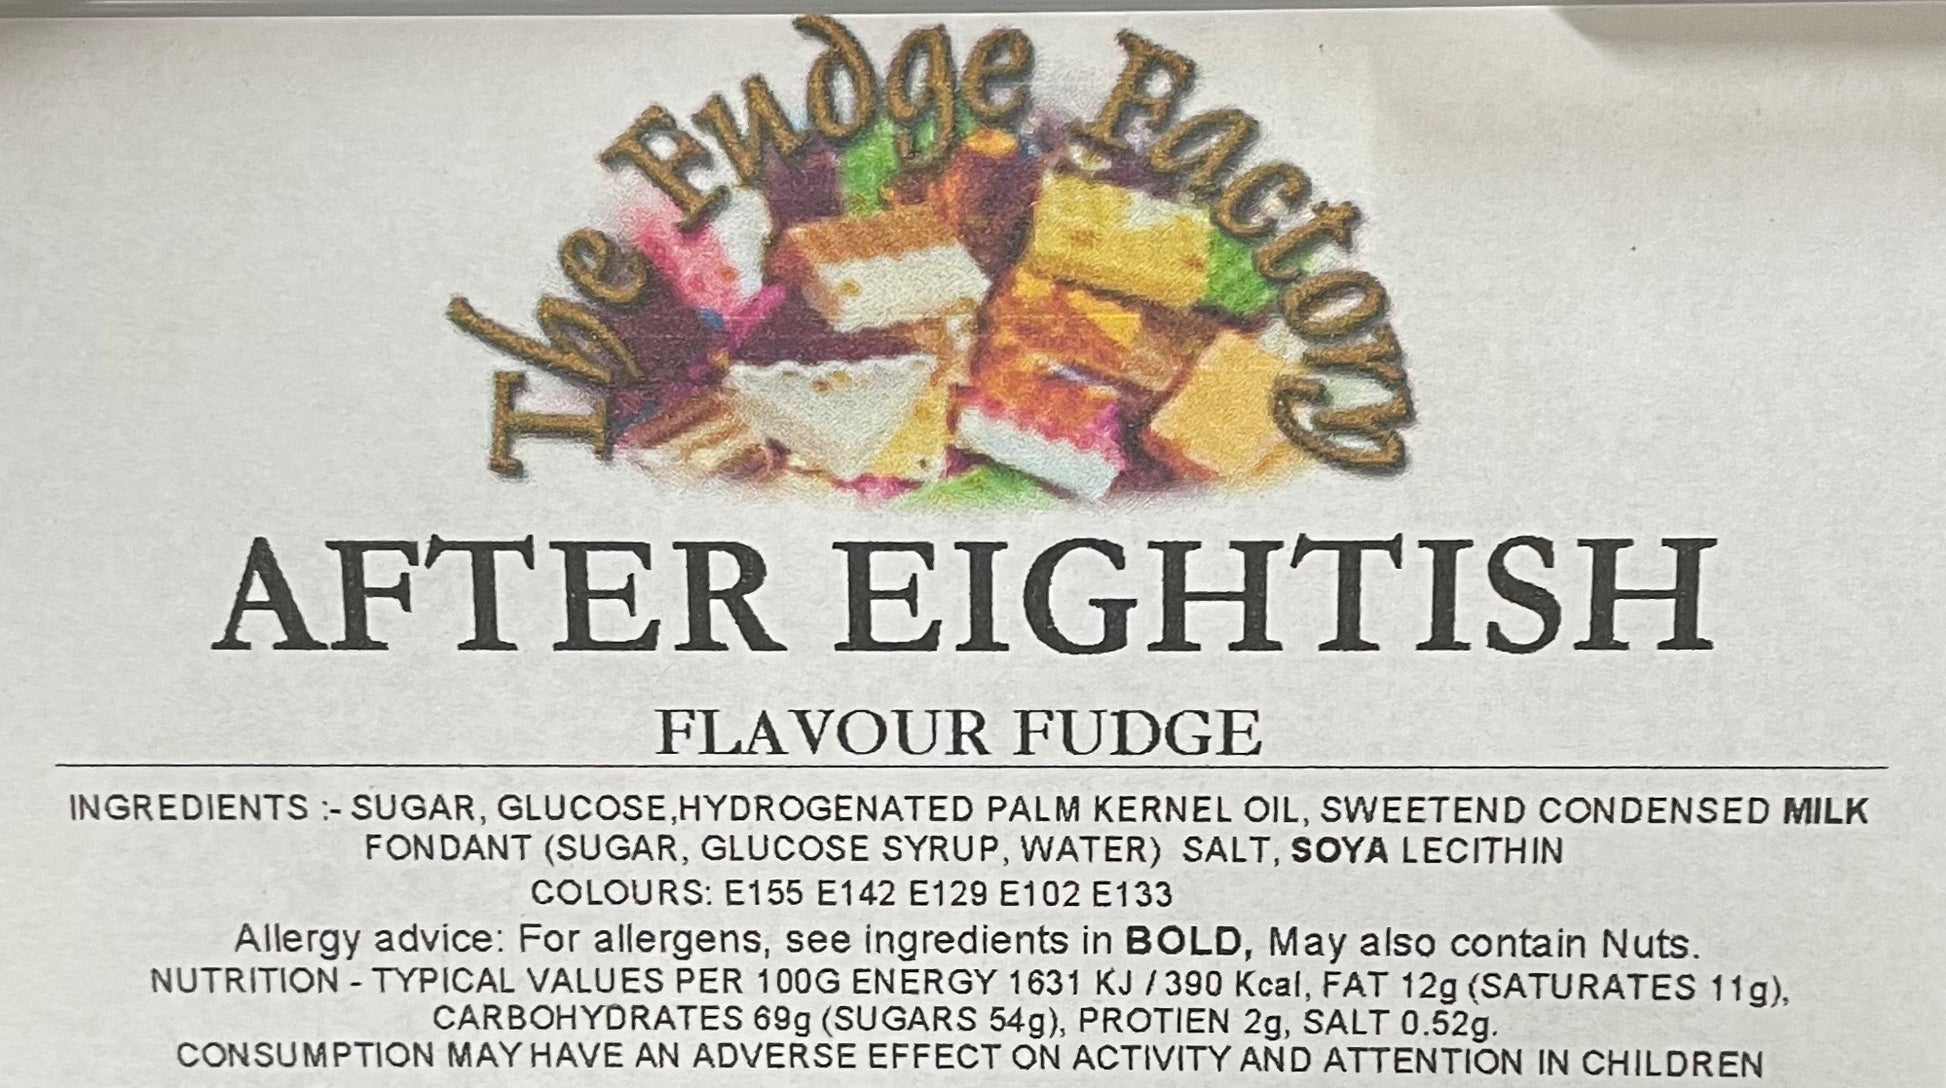 The Fudge Factory
AFTER EIGHTISH
FLAVOUR FUDGE
INGREDIENTS :- SUGAR, GLUCOSE,HYDROGENATED PALM KERNEL OIL, SWEETEND CONDENSED MILK
FONDANT (SUGAR, GLUCOSE SYRUP, WATER) SALT, SOYA LECITHIN
COLOURS: E155 E142 E129 E102 E133
Allergy advice: For allergens, see ingredients in BOLD, May also contain Nuts.
NUTRITION - TYPICAL VALUES PER 100G ENERGY 1631 KJ / 390 Kcal, FAT 12g (SATURATES 11g),
CARBOHYDRATES 69g (SUGARS 54g), PROTIEN 2g, SALT 0.52g.
CONSUMPTION MAY HAVE AN ADVERSE EFFECT ON ACTIVITY AND ATTENTION IN CHILDREN